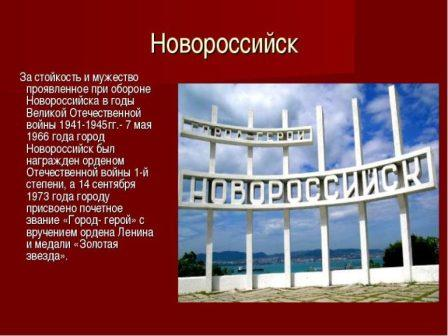 Новороссийск
За стойкость и мужество
проявленное при обороне
Новороссийска в годы
Великой Отечественной
войны 1941-1945гг.- 7 мая
1966 года город
Новороссийск был
награжден орденом
Отечественной войны 1-й
степени, а 14 сентября
1973 года городу
присвоено почетное
звание «Город- герой» с
вручением ордена Ленина
и медали «Золотая
звезда».
ГОРОД-ГЕРОЙ
НОВОРОССИЙСК